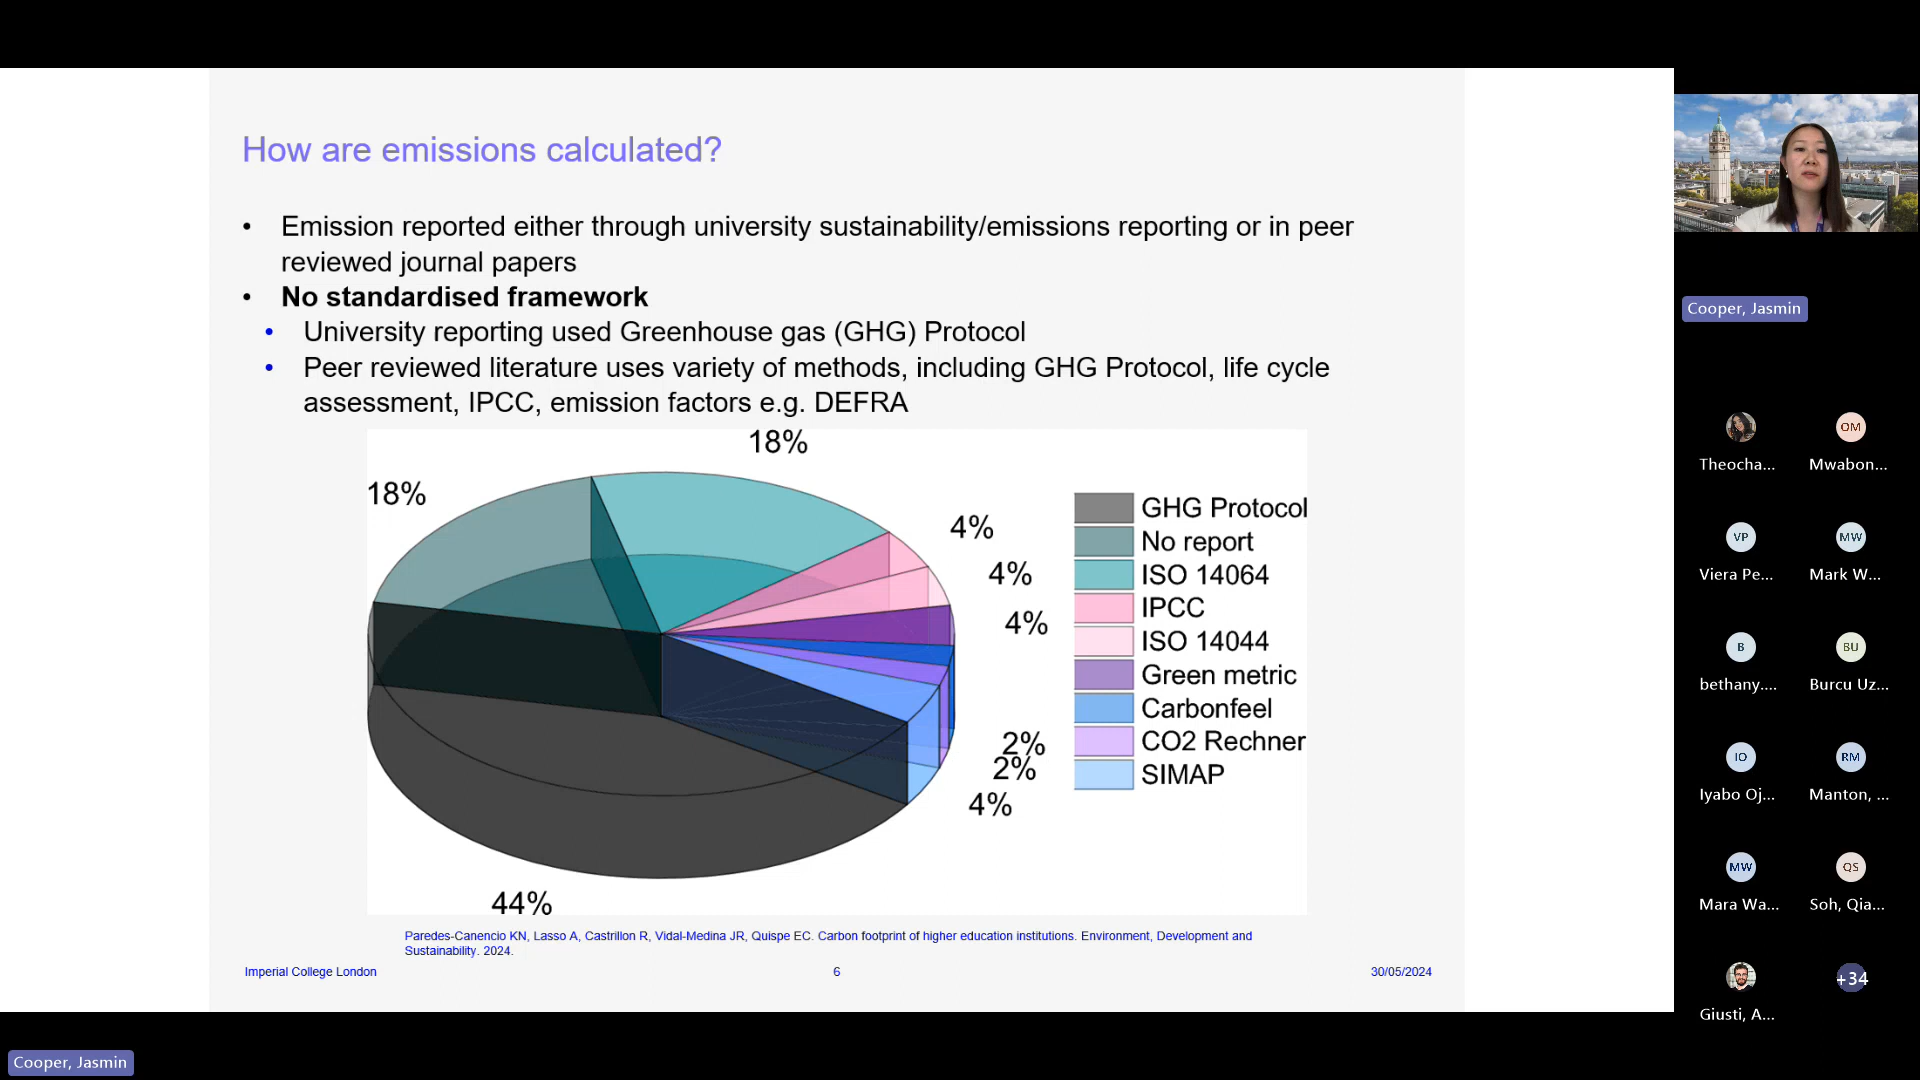 How are emissions calculated?
• Emission reported either through university sustainability/emissions reporting or in peer
reviewed journal papers
• No standardised framework
• University reporting used Greenhouse gas (GHG) Protocol
• Peer reviewed literature uses variety of methods, including GHG Protocol, life cycle
assessment, IPCC, emission factors e.g. DEFRA
18%
18%
4%
4%
4%
2%
2%
4%
44%
GHG Protocol
No report
ISO 14064
IPCC
ISO 14044
Green metric
Carbonfeel
CO2 Rechner
SIMAP
Paredes-Canencio KN, Lasso A, Castrillon R, Vidal-Medina JR, Quispe EC. Carbon footprint of higher education institutions. Environment, Development and
Sustainability. 2024.
Imperial College London
6
30/05/2024
Cooper, Jasmin
Theocha...
OM
Mwabon...
VP
Viera Pe...
MW
Mark W...
B
bethany....
BU
Burcu Uz...
IO
Iyabo Oj...
RM
Manton, ...
MW
Mara Wa...
QS
Soh, Qia...
Giusti, A...
+34
Cooper, Jasmin